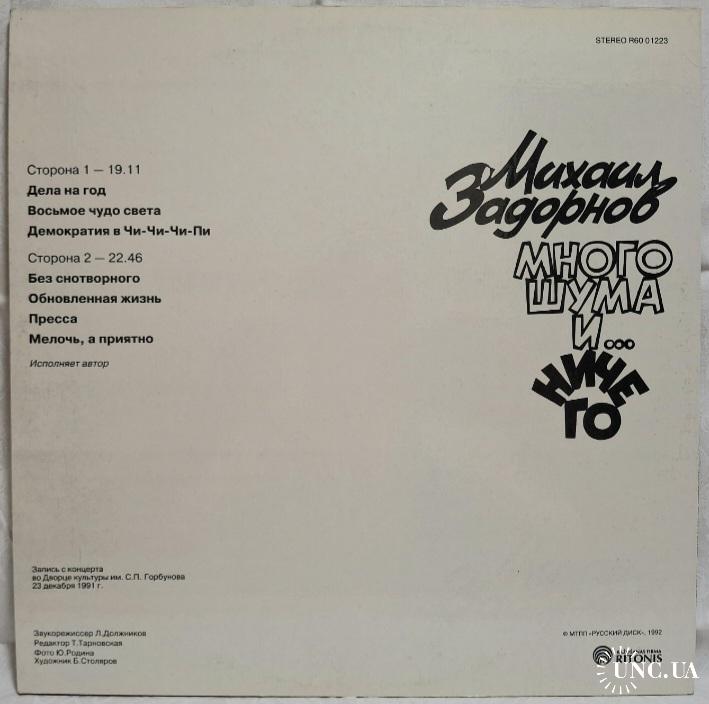 STEREO R60 01223
Михаил
Задорнов
МНОГО
ШУМА
И...
НИЧЕ
ГО
Сторона 1 — 19.11
Дела на год
Восьмое чудо света
Демократия в Чи-Чи-Чи-Пи
Сторона 2 — 22.46
Без снотворного
Обновленная жизнь
Пресса
Мелочь, а приятно
Исполняет автор
Запись с концерта
во Дворце культуры им. С.П. Горбунова
23 декабря 1991 г.
Звукорежиссер Л.Должников
Редактор Т.Тарновская
Фото Ю.Родина
Художник Б.Столяров
© МТПП «РУССКИЙ ДИСК», 1992
FIRMA
RITONIS
UNC.UA